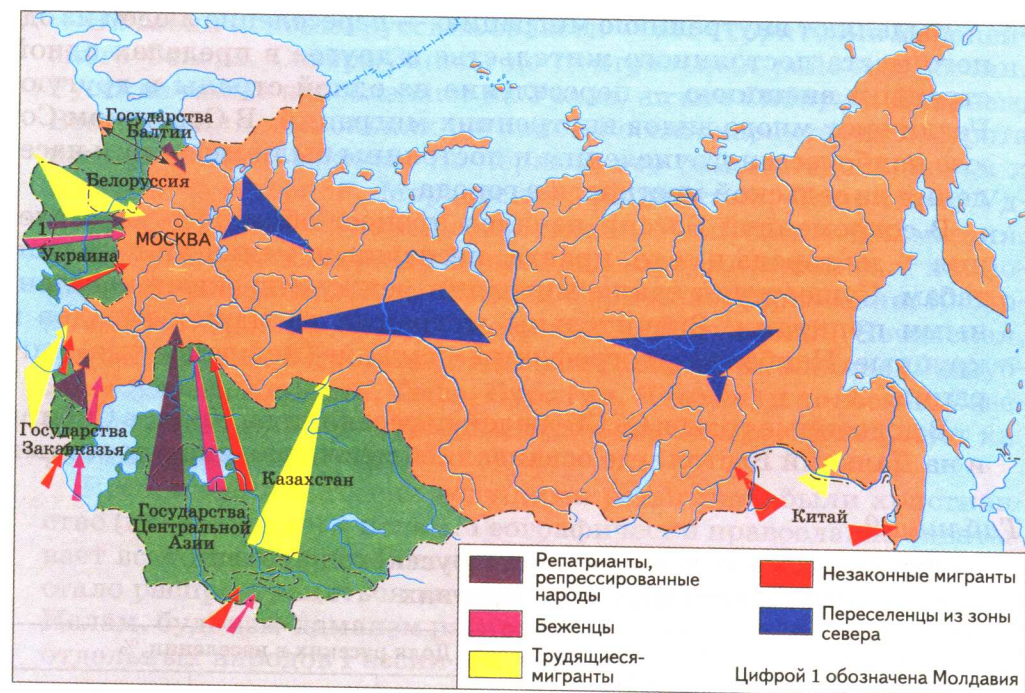 Государства
Балтии
Белоруссия
МОСКВА
1
Украина
Государства
Закавказья
Казахстан
Государства
Центральной
Азии
Китай
Репатрианты,
репрессированные
народы
Беженцы
Трудящиеся-
мигранты
Незаконные мигранты
Переселенцы из зоны
севера
Цифрой 1 обозначена Молдавия